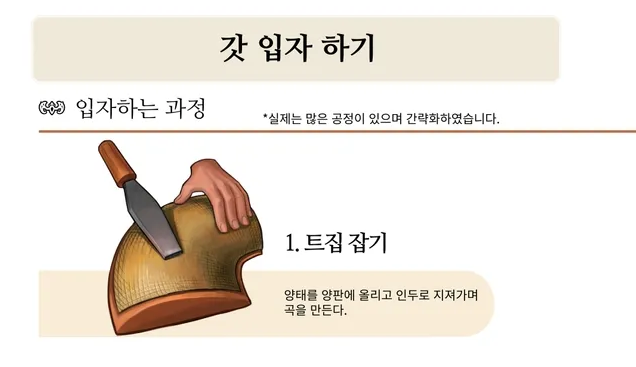 갓 입자 하기
입자하는 과정
*실제는 많은 공정이 있으며 간략화하였습니다.
1. 트집 잡기
양태를 양판에 올리고 인두로 지져가며
곡을 만든다.